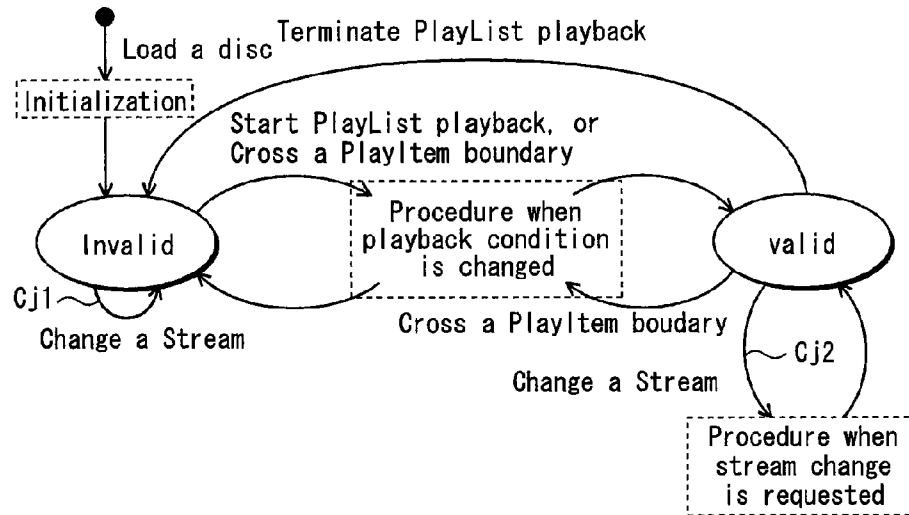 Terminate PlayList playback
Load a disc
Initialization
Start PlayList playback, or
Cross a PlayItem boundary
Invalid
Procedure when
playback condition
is changed
valid
Cj1
Change a Stream
Cross a PlayItem boudary
Cj2
Change a Stream
Procedure when
stream change
is requested